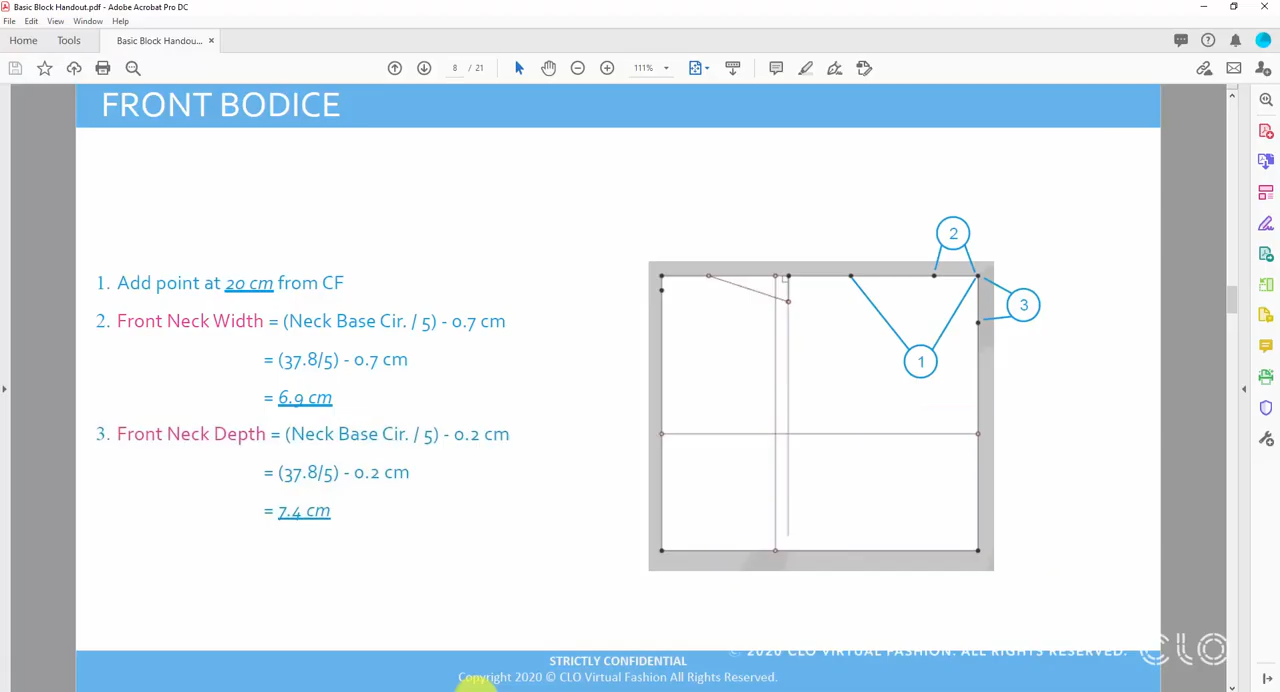 Basic Block Handout.pdf - Adobe Acrobat Pro DC
File Edit View Window Help
Home Tools Basic Block Handou... ×
8 / 21 111%
FRONT BODICE
1. Add point at 20 cm from CF
2. Front Neck Width = (Neck Base Cir. / 5) - 0.7 cm
= (37.8/5) - 0.7 cm
= 6.9 cm
3. Front Neck Depth = (Neck Base Cir. / 5) - 0.2 cm
= (37.8/5) - 0.2 cm
= 7.4 cm
2
3
1
© 2020 CLO VIRTUAL FASHION. ALL RIGHTS RESERVED.
CLO
STRICTLY CONFIDENTIAL
Copyright 2020 © CLO Virtual Fashion All Rights Reserved.